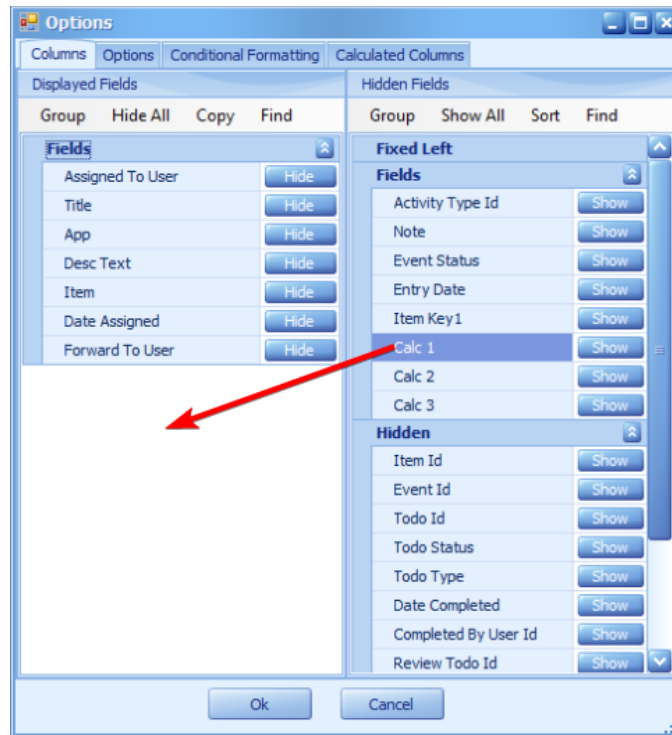 Options
Columns Options Conditional Formatting Calculated Columns
Displayed Fields
Group Hide All Copy Find
Fields
Assigned To User Hide
Title Hide
App Hide
Desc Text Hide
Item Hide
Date Assigned Hide
Forward To User Hide
Hidden Fields
Group Show All Sort Find
Fixed Left
Fields
Activity Type Id Show
Note Show
Event Status Show
Entry Date Show
Item Key1 Show
Calc 1 Show
Calc 2 Show
Calc 3 Show
Hidden
Item Id Show
Event Id Show
Todo Id Show
Todo Status Show
Todo Type Show
Date Completed Show
Completed By User Id Show
Review Todo Id Show
Ok Cancel